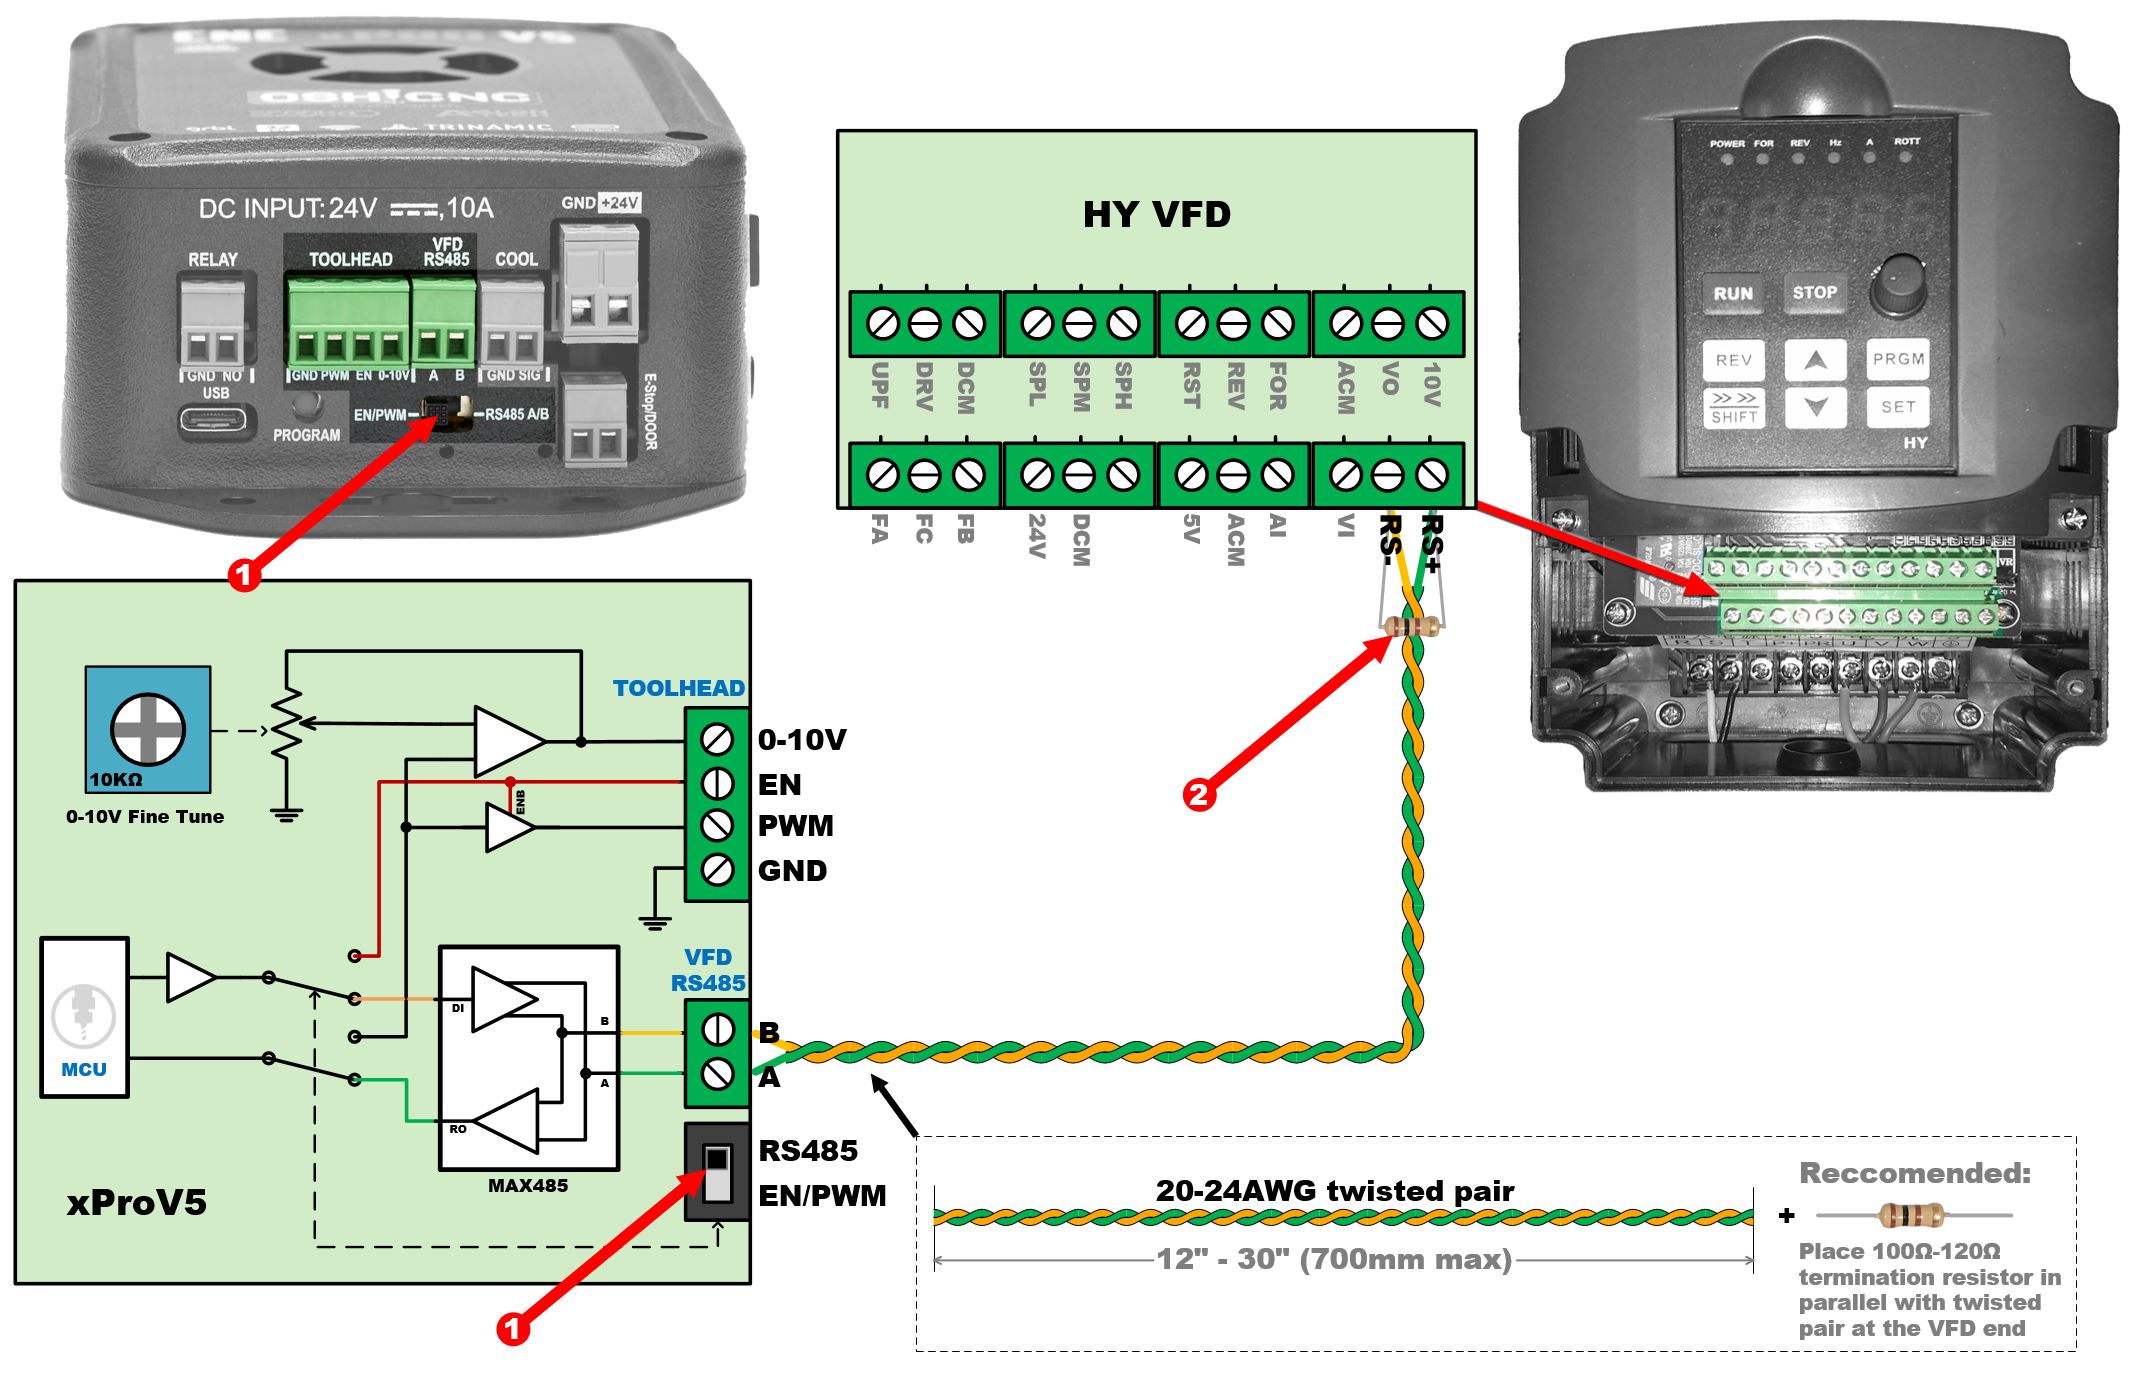 OSH CNC
TRINAMIC
DC INPUT: 24V ,10A
GND +24V
RELAY
TOOLHEAD
VFD
RS485
COOL
GND NO
GND PWM EN 0-10V
A B
GND SIG
USB
PROGRAM
EN/PWM
RS485 A/B
E-Stop/DOOR
1
HY VFD
UPF DRV DCM SPL SPM SPH RST REV FOR ACM VO 10V
FA FC FB 24V DCM 5V ACM AI VI RS- RS+
POWER FOR REV Hz A ROTT
RUN STOP
REV PRGM
>> >>
SHIFT
SET
HY
VR
2
10KΩ
0-10V Fine Tune
TOOLHEAD
0-10V
EN
PWM
GND
ENB
MCU
VFD
RS485
B
A
DI
B
A
RO
MAX485
RS485
EN/PWM
xProV5
1
20-24AWG twisted pair
12" - 30" (700mm max)
+
Reccomended:
Place 100Ω-120Ω
termination resistor in
parallel with twisted
pair at the VFD end